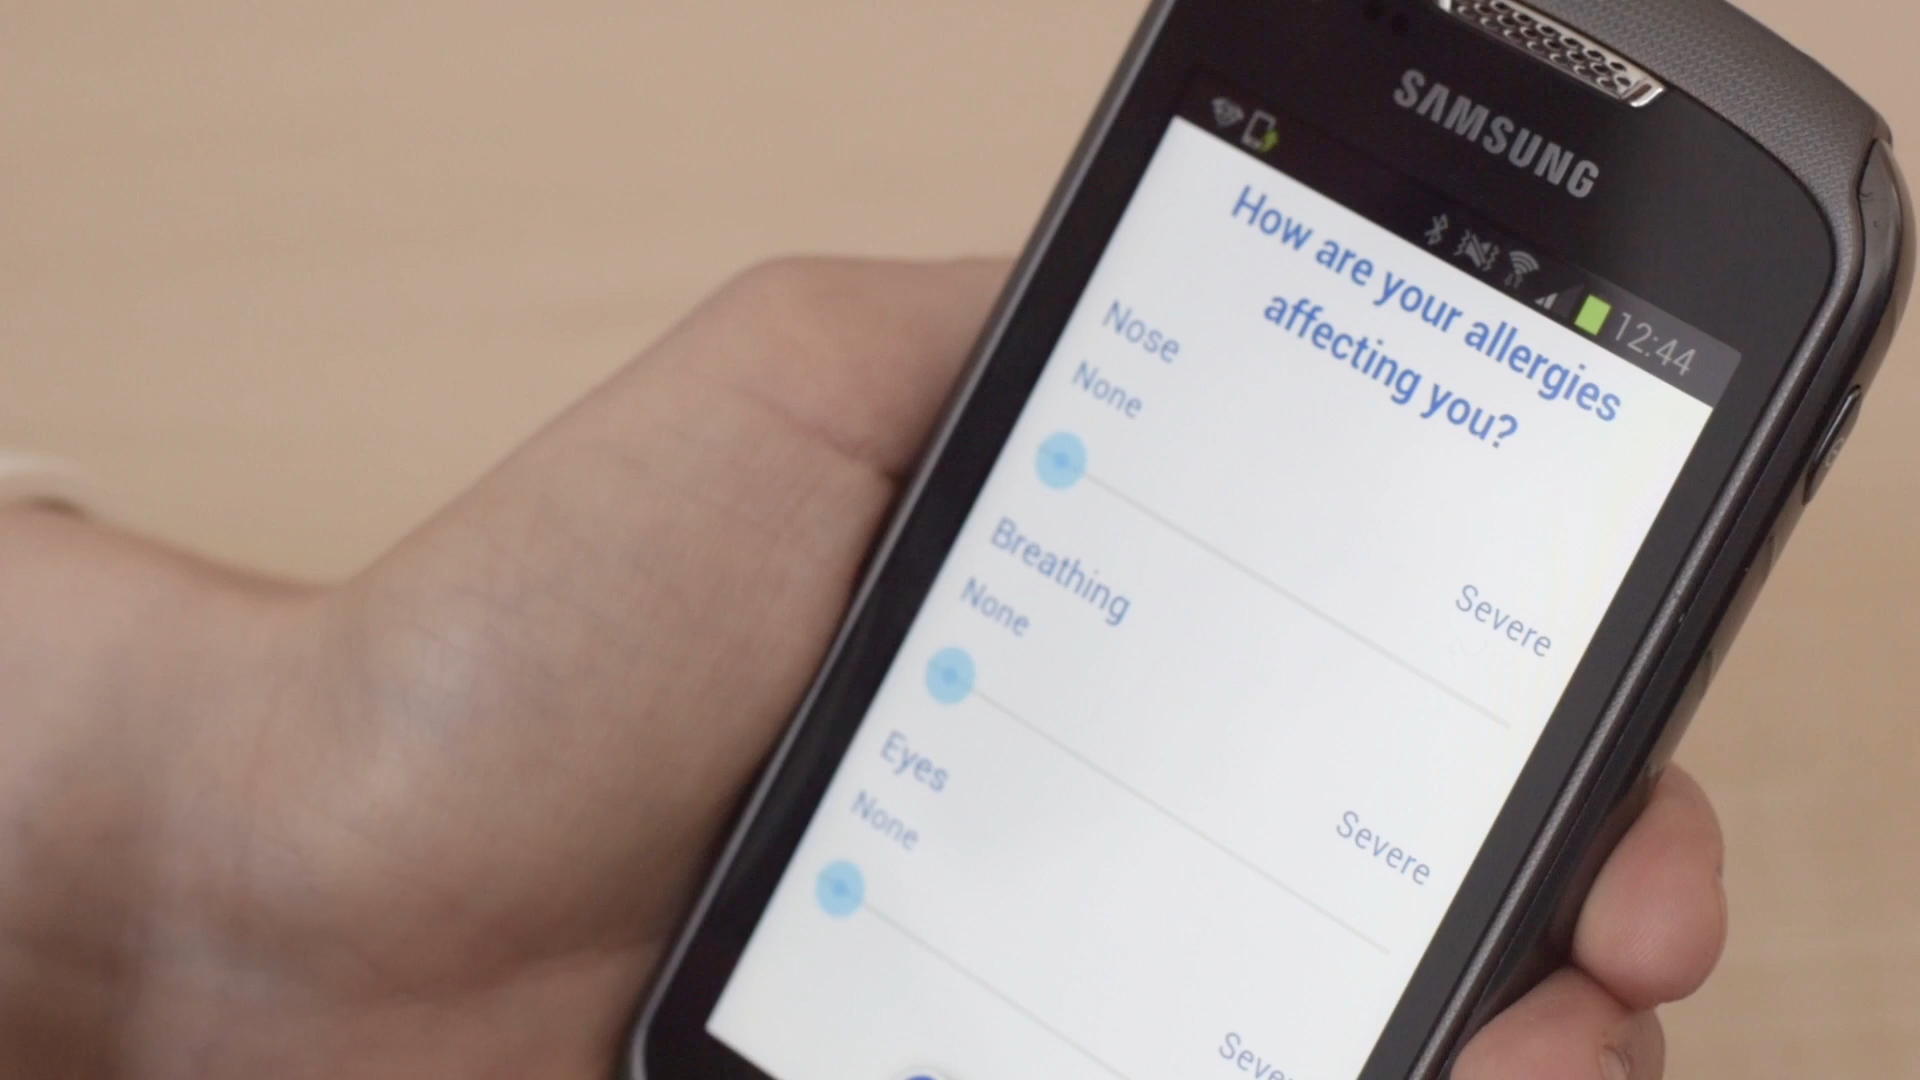 SAMSUNG
12:44
How are your allergies
affecting you?
Nose
None
Severe
Breathing
None
Severe
Eyes
None